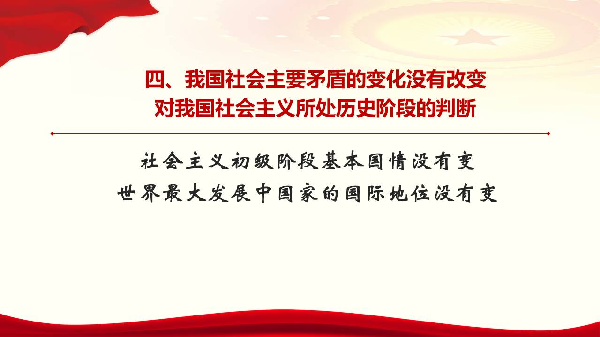 四、我国社会主要矛盾的变化没有改变
对我国社会主义所处历史阶段的判断
社会主义初级阶段基本国情没有变
世界最大发展中国家的国际地位没有变